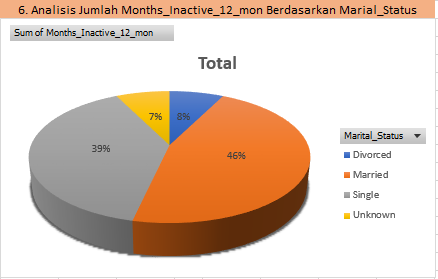 6. Analisis Jumlah Months_Inactive_12_mon Berdasarkan Marial_Status
Sum of Months_Inactive_12_mon
Total
7%
8%
39%
46%
Marital_Status
Divorced
Married
Single
Unknown